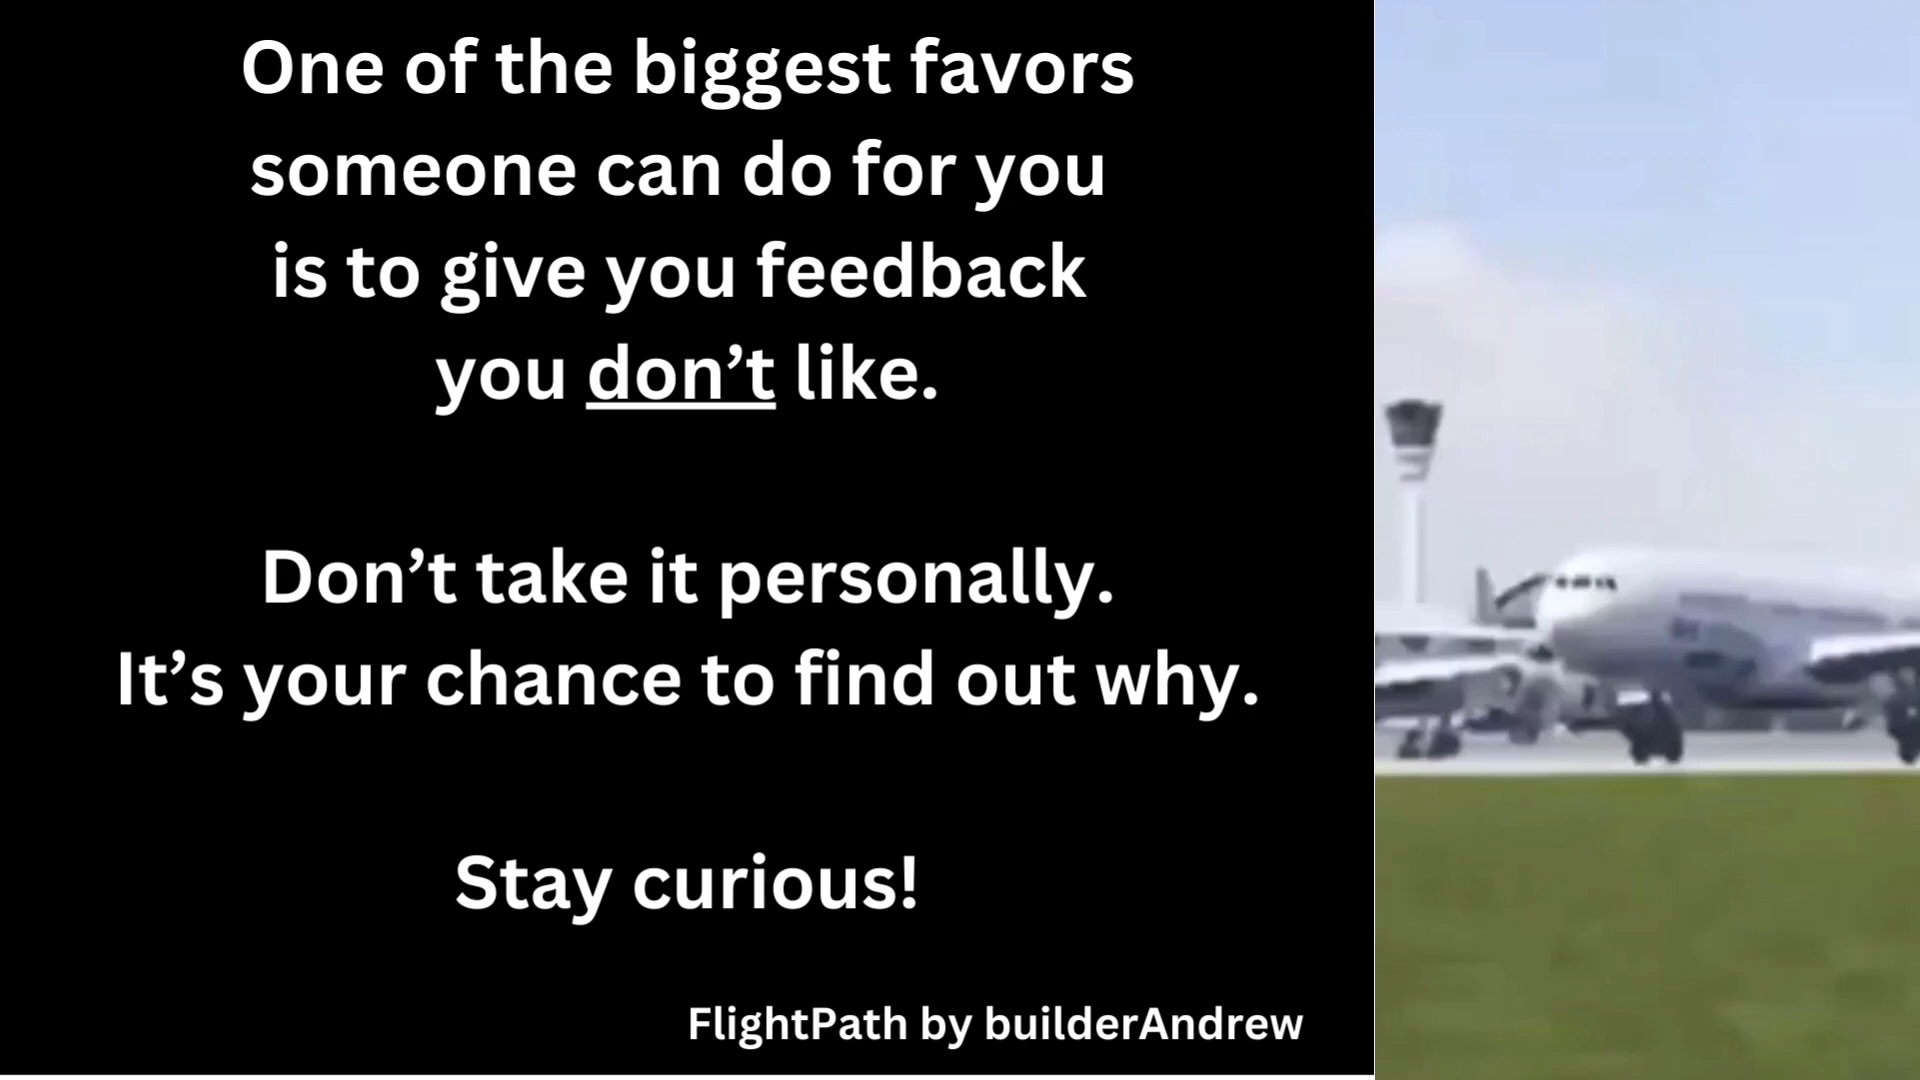 One of the biggest favors
someone can do for you
is to give you feedback
you don’t like.
Don’t take it personally.
It’s your chance to find out why.
Stay curious!
FlightPath by builderAndrew